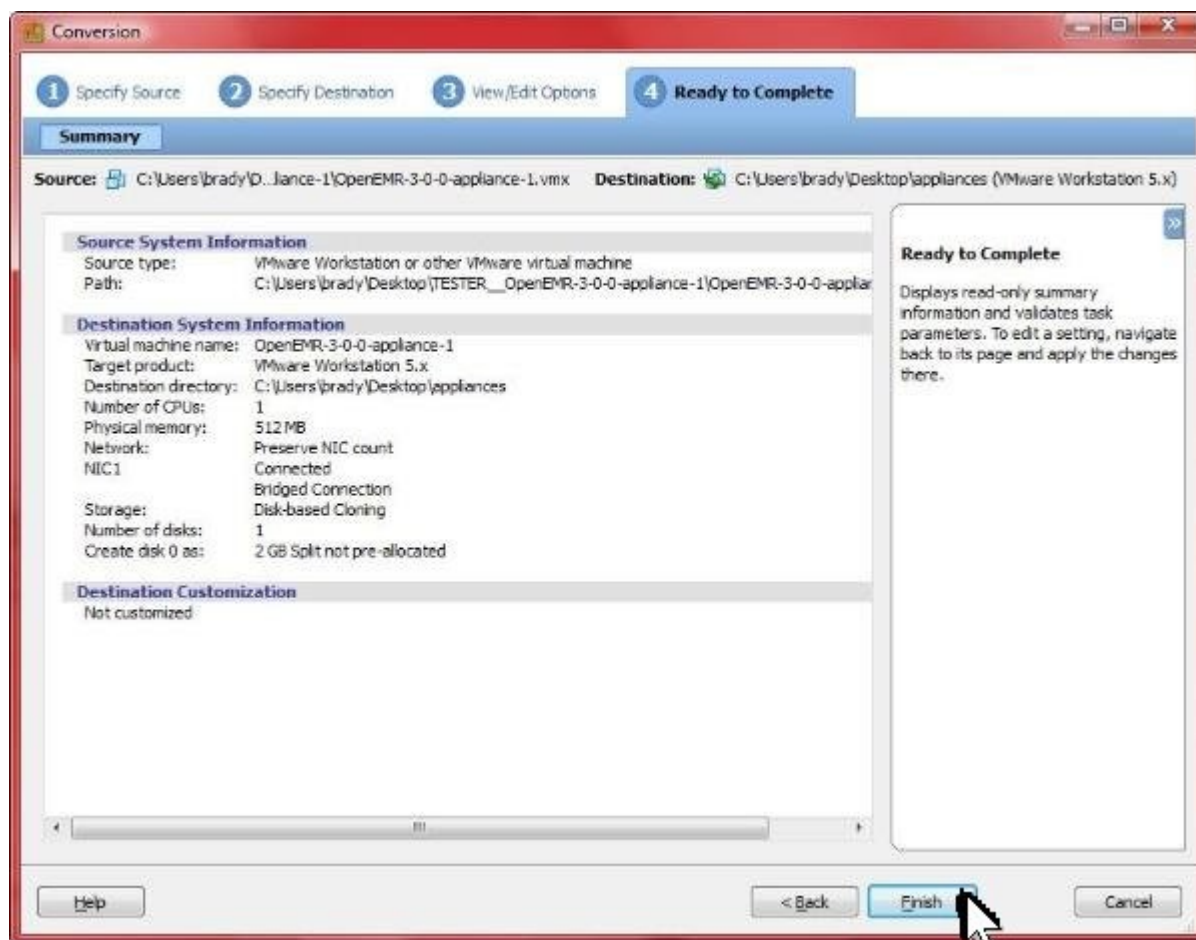 Conversion
1 Specify Source 2 Specify Destination 3 View/Edit Options 4 Ready to Complete
Summary
Source: C:\Users\brady\D...liance-1\OpenEMR-3-0-0-appliance-1.vmx Destination: C:\Users\brady\Desktop\appliances (VMware Workstation 5.x)
Source System Information
Source type: VMware Workstation or other VMware virtual machine
Path: C:\Users\brady\Desktop\TESTER__OpenEMR-3-0-0-appliance-1\OpenEMR-3-0-0-applian
Destination System Information
Virtual machine name: OpenEMR-3-0-0-appliance-1
Target product: VMware Workstation 5.x
Destination directory: C:\Users\brady\Desktop\appliances
Number of CPUs: 1
Physical memory: 512 MB
Network: Preserve NIC count
NIC1 Connected
Bridged Connection
Storage: Disk-based Cloning
Number of disks: 1
Create disk 0 as: 2 GB Split not pre-allocated
Destination Customization
Not customized
Ready to Complete
Displays read-only summary
information and validates task
parameters. To edit a setting, navigate
back to its page and apply the changes
there.
Help < Back Finish Cancel